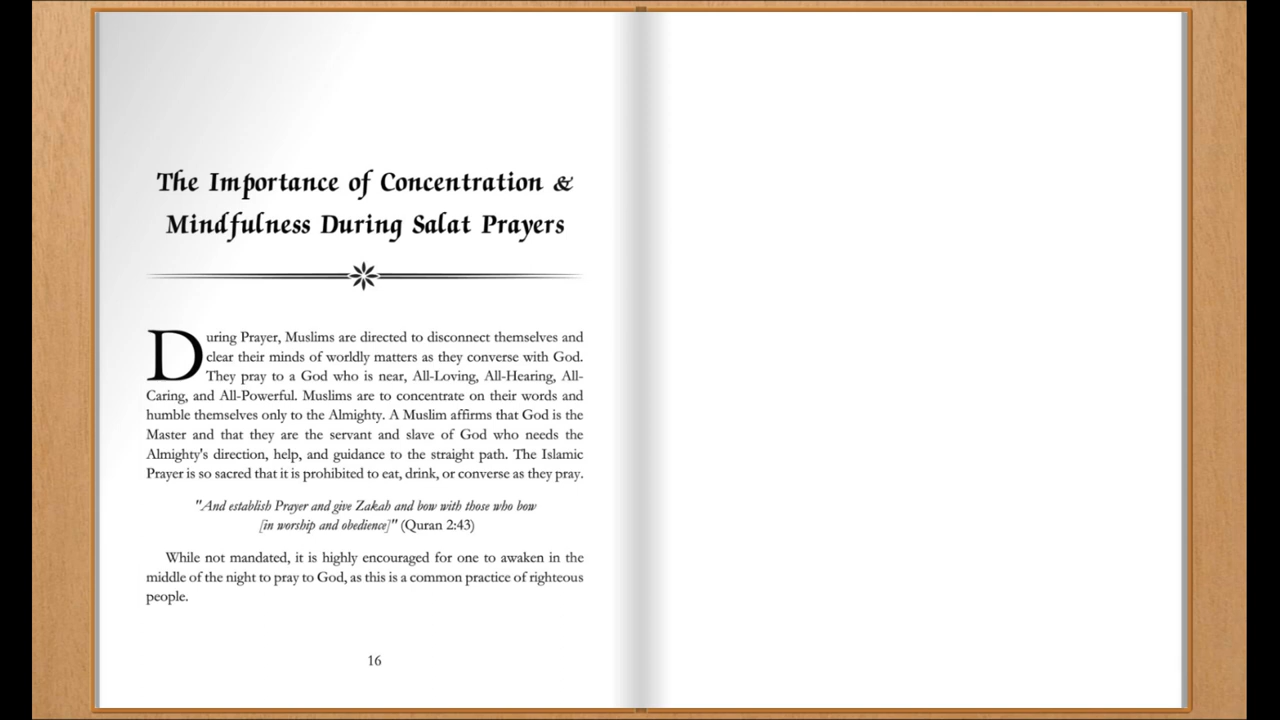 The Importance of Concentration &
Mindfulness During Salat Prayers
During Prayer, Muslims are directed to disconnect themselves and
clear their minds of worldly matters as they converse with God.
They pray to a God who is near, All-Loving, All-Hearing, All-
Caring, and All-Powerful. Muslims are to concentrate on their words and
humble themselves only to the Almighty. A Muslim affirms that God is the
Master and that they are the servant and slave of God who needs the
Almighty's direction, help, and guidance to the straight path. The Islamic
Prayer is so sacred that it is prohibited to eat, drink, or converse as they pray.
"And establish Prayer and give Zakah and bow with those who bow
[in worship and obedience]" (Quran 2:43)
While not mandated, it is highly encouraged for one to awaken in the
middle of the night to pray to God, as this is a common practice of righteous
people.
16